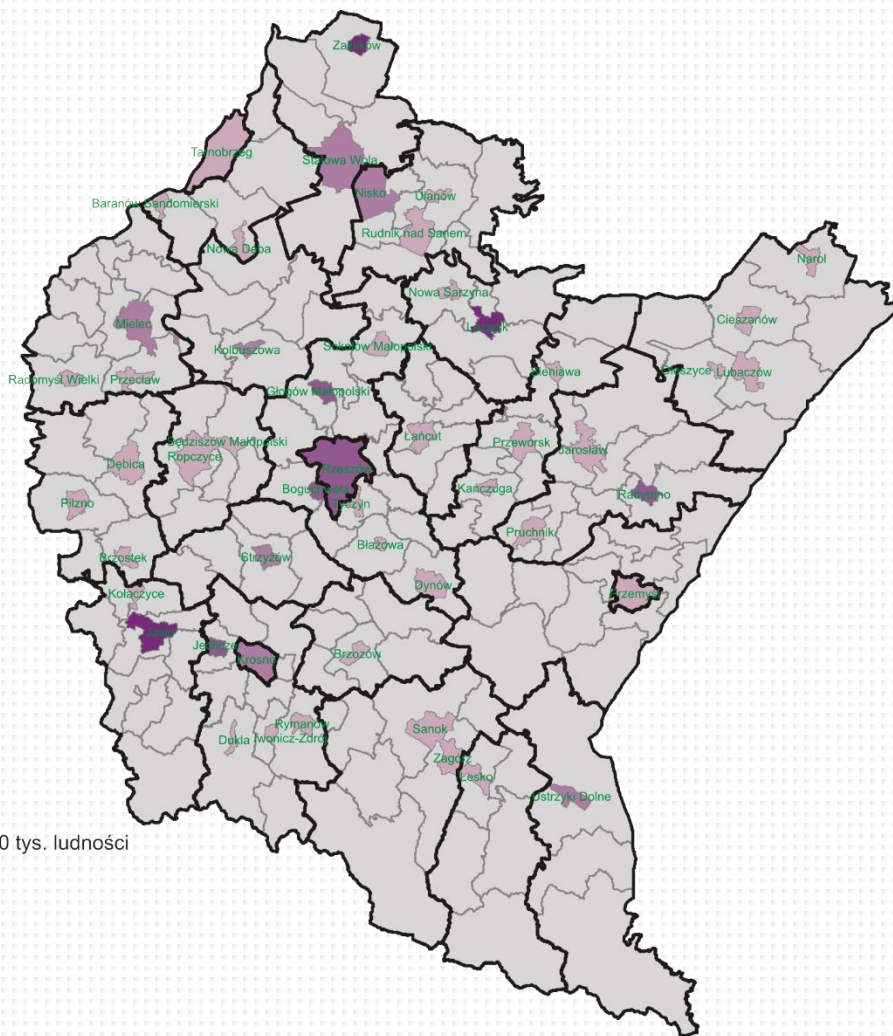 Zaklików
Tarnobrzeg
Stalowa Wola
Nisko
Ulanów
Baranów Sandomierski
Rudnik nad Sanem
Nowa Dęba
Narol
Nowa Sarzyna
Mielec
Leżajsk
Cieszanów
Kolbuszowa
Sokołów Małopolski
Sieniawa
Oleszyce
Lubaczów
Radomyśl Wielki
Przecław
Głogów Małopolski
Sędziszów Małopolski
Łańcut
Przeworsk
Dębica
Ropczyce
Jarosław
Rzeszów
Boguchwała
Kańczuga
Radymno
Pilzno
Tyczyn
Pruchnik
Brzostek
Strzyżów
Błażowa
Dynów
Kołaczyce
Przemyśl
Jasło
Jedlicze
Krosno
Brzozów
Rymanów
Dukla
Iwonicz-Zdrój
Sanok
Zagórz
Lesko
Ustrzyki Dolne
0 tys. ludności